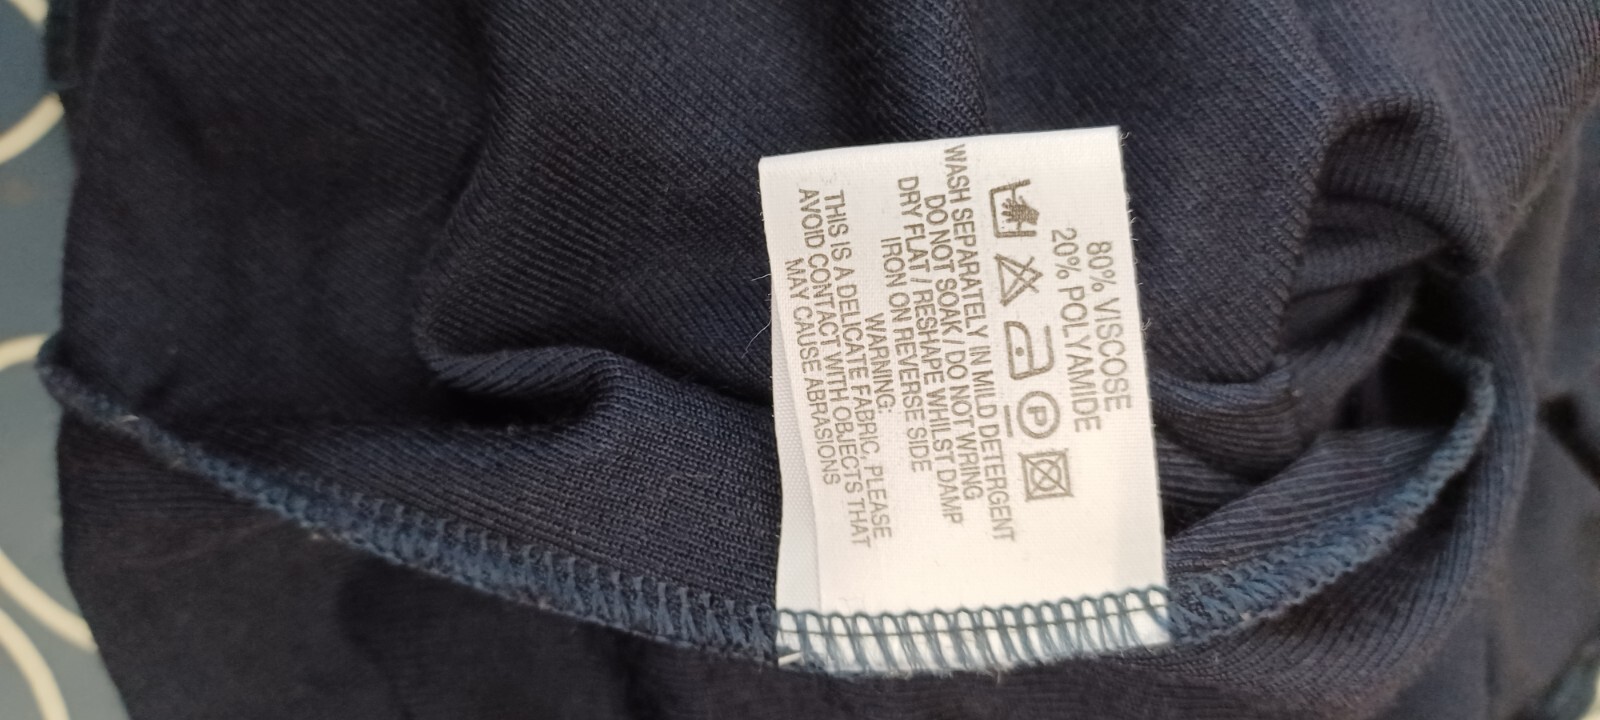 80% VISCOSE
20% POLYAMIDE
P
WASH SEPARATELY IN MILD DETERGENT
DO NOT SOAK / DO NOT WRING
DRY FLAT / RESHAPE WHILST DAMP
IRON ON REVERSE SIDE
WARNING:
THIS IS A DELICATE FABRIC, PLEASE
AVOID CONTACT WITH OBJECTS THAT
MAY CAUSE ABRASIONS